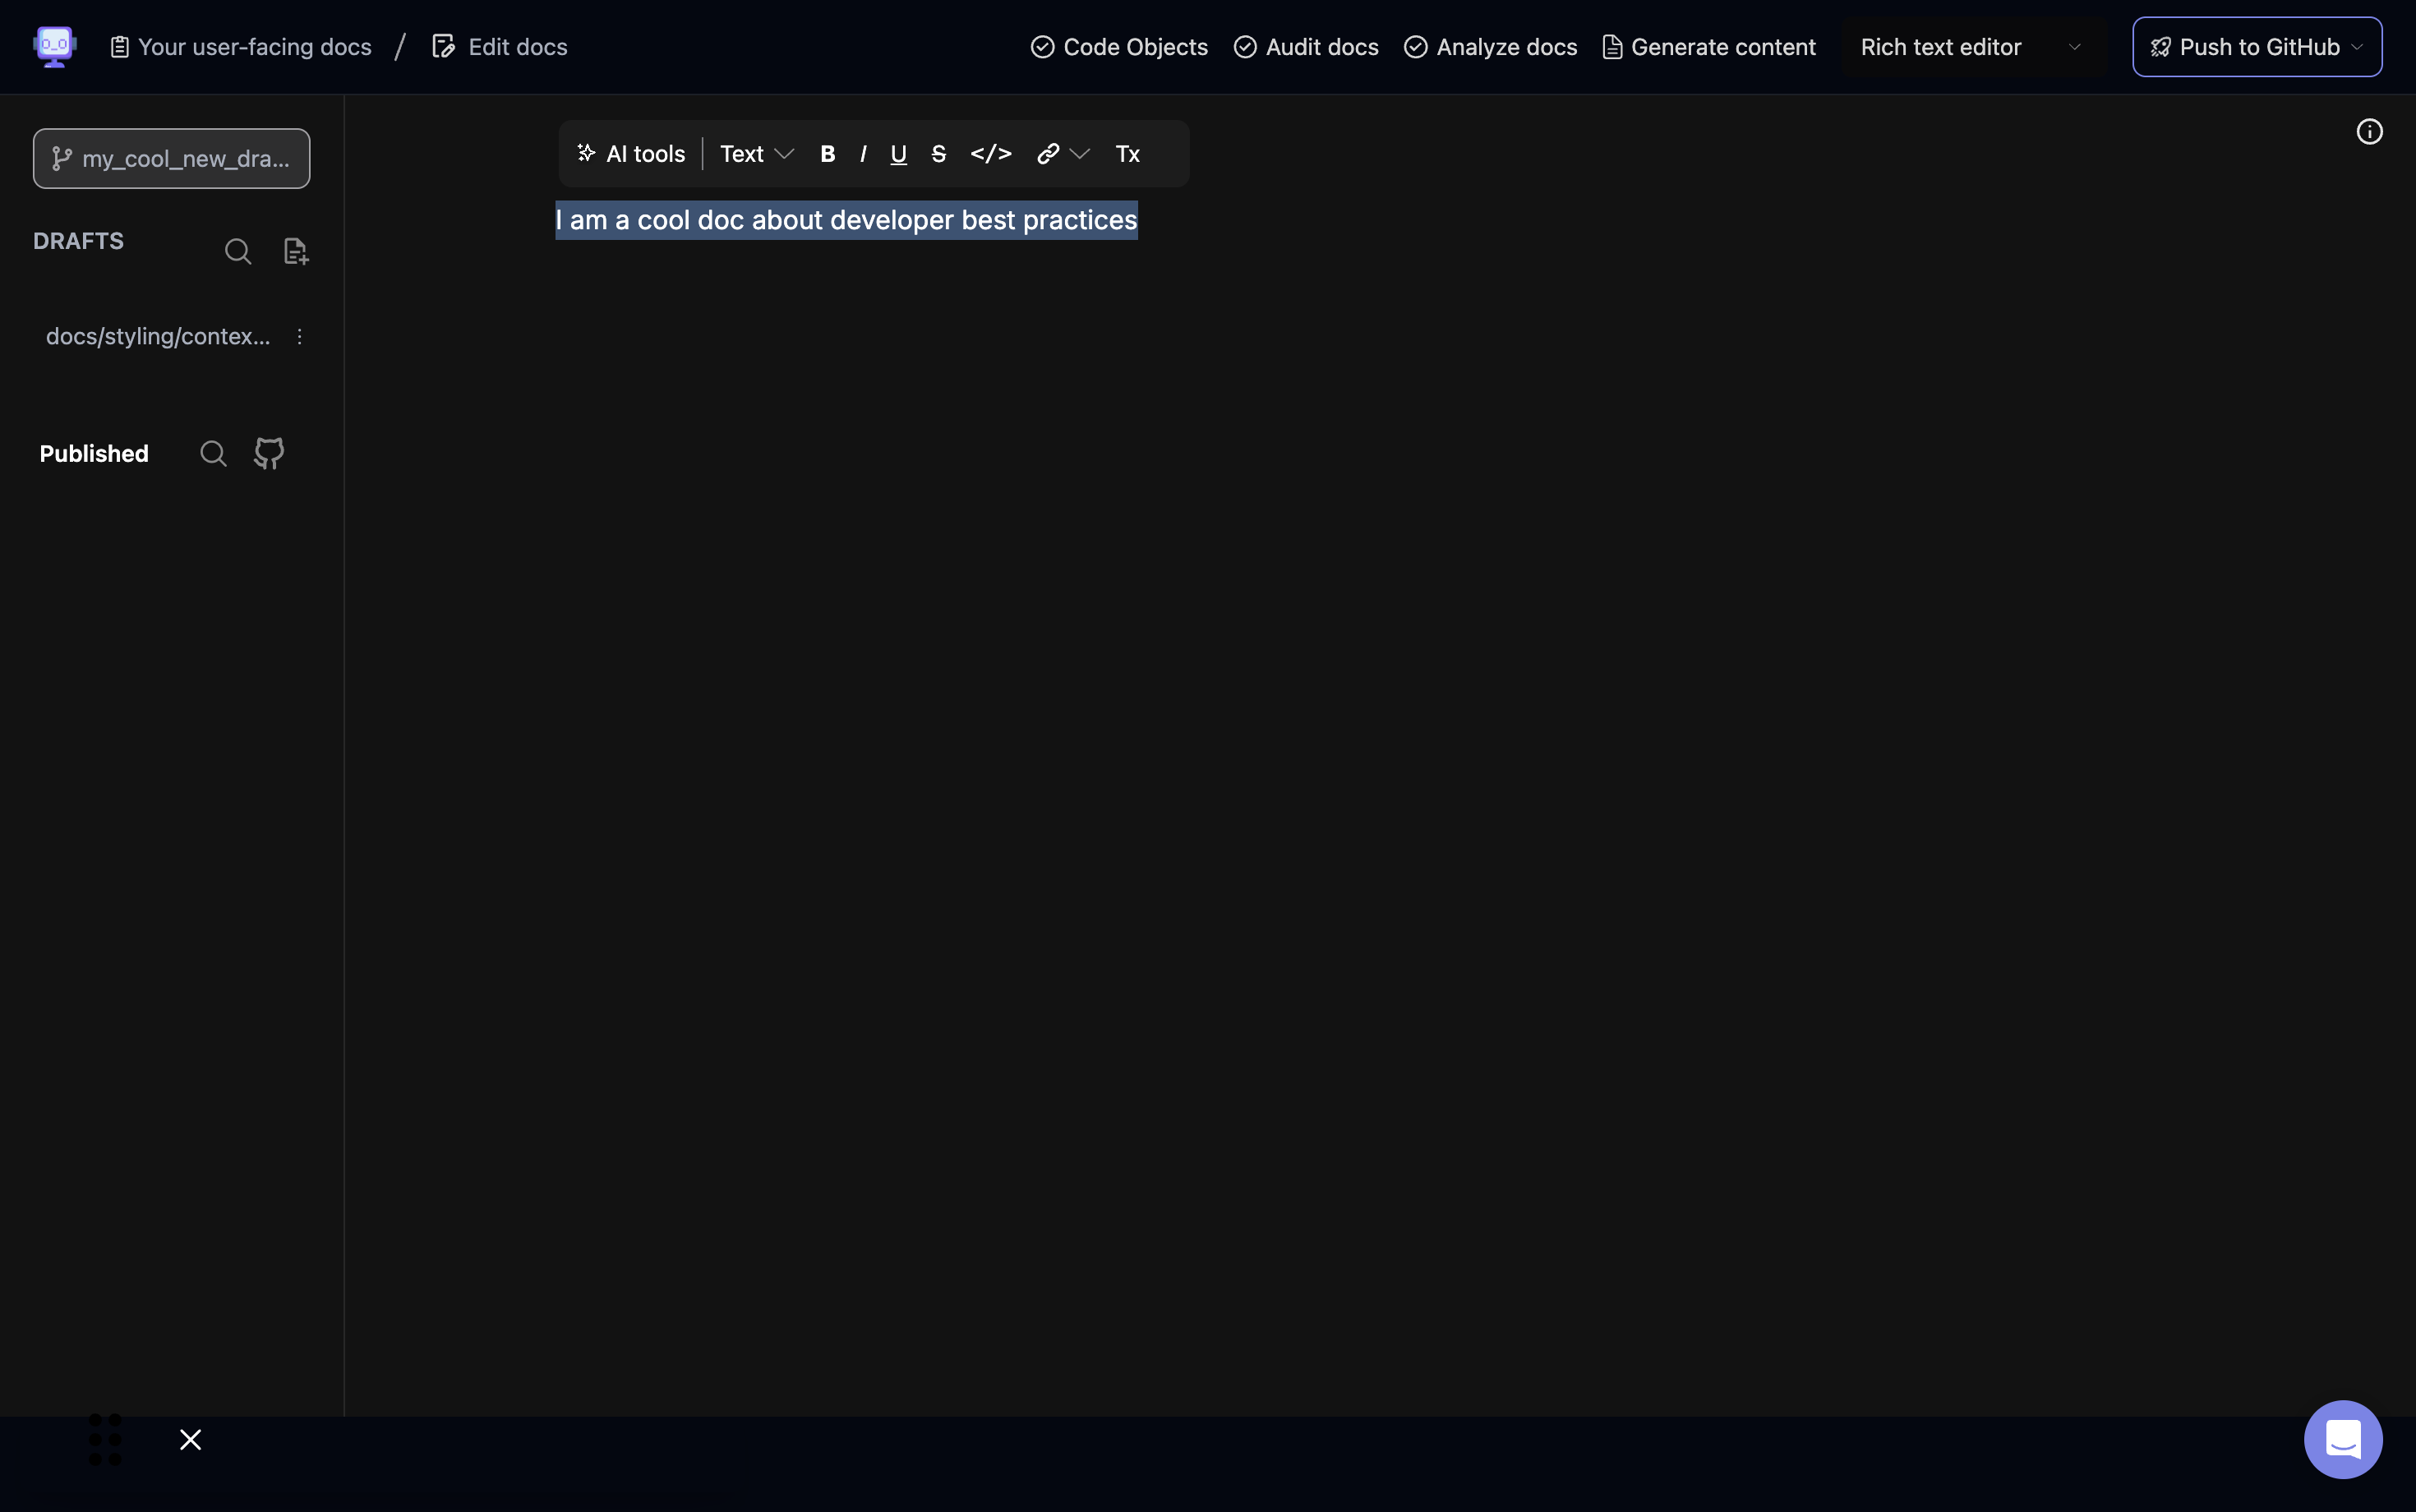 Your user-facing docs / Edit docs
Code Objects Audit docs Analyze docs Generate content Rich text editor Push to GitHub
my_cool_new_dra...
AI tools Text B I U S </> Tx
I am a cool doc about developer best practices
DRAFTS
docs/styling/contex...
Published